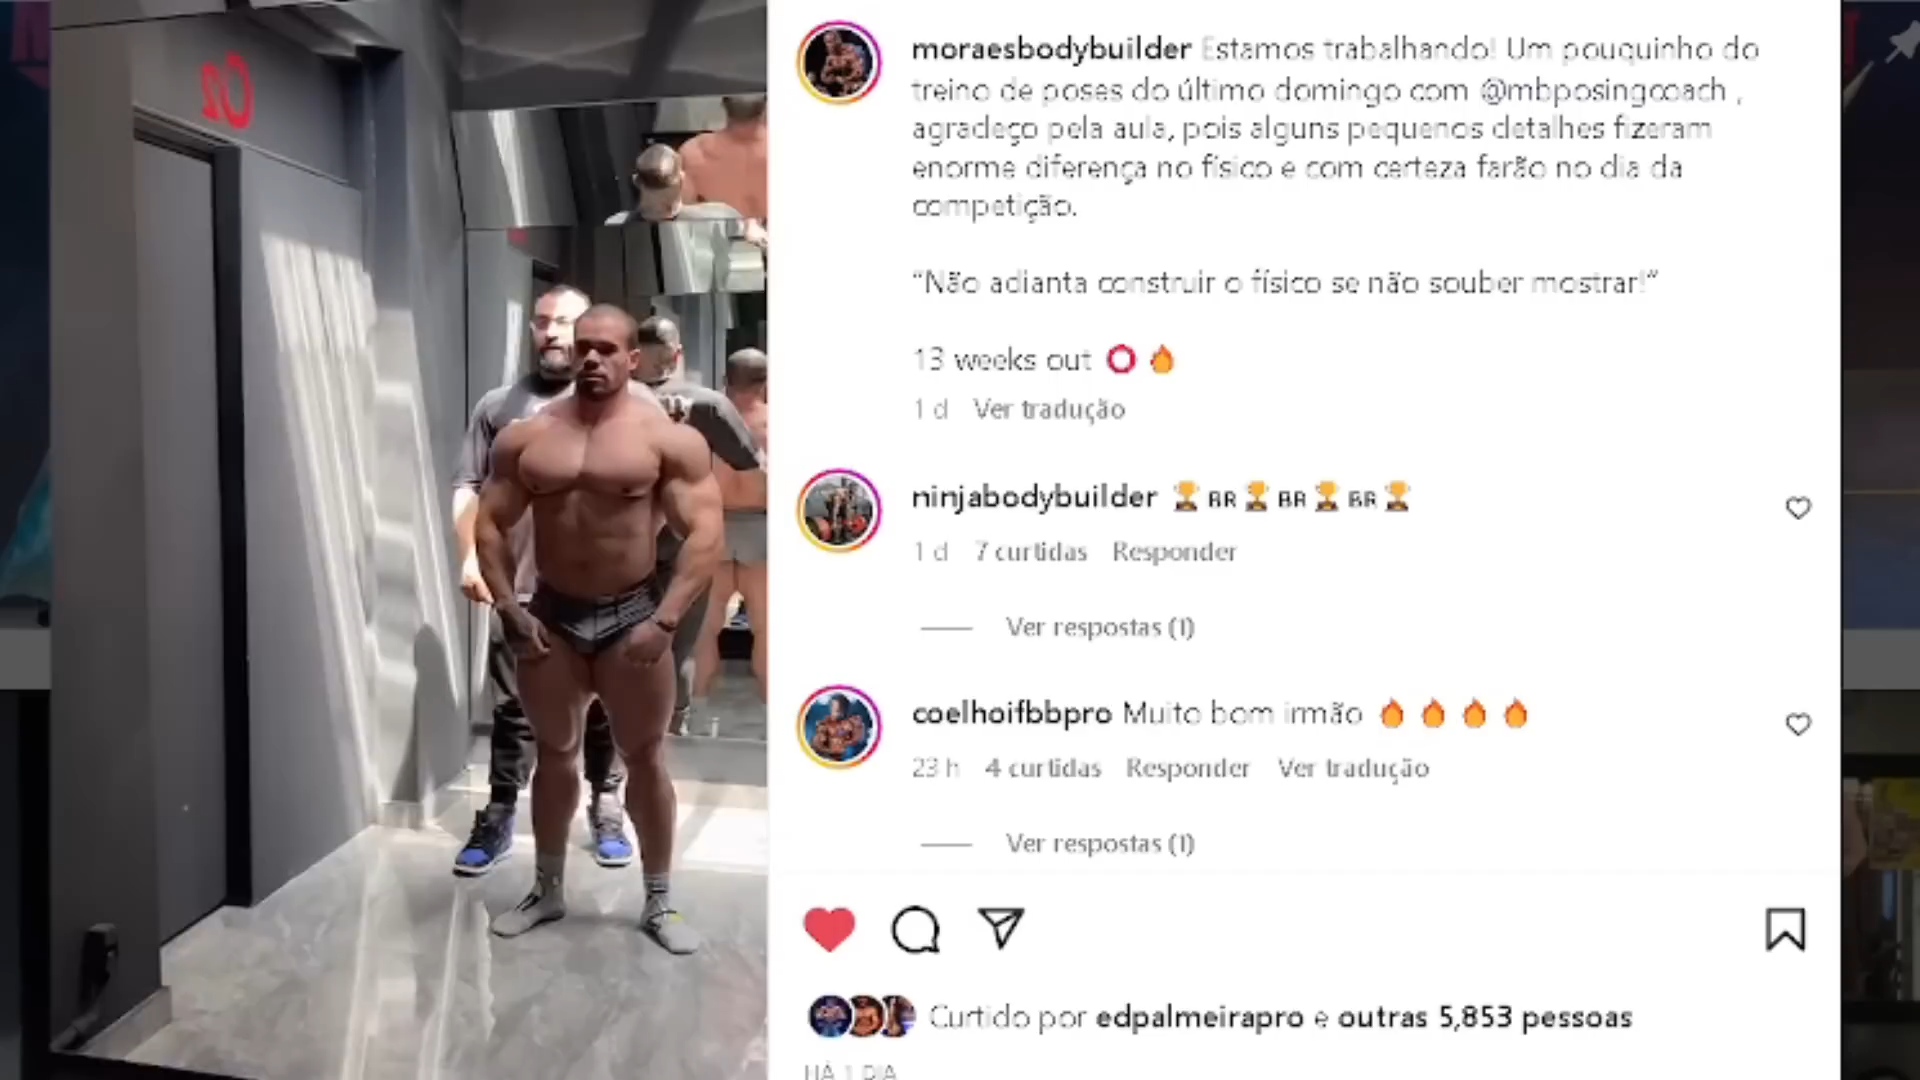 moraesbodybuilder Estamos trabalhando! Um pouquinho do
treino de poses do último domingo com @mbposingcoach ,
agradeço pela aula, pois alguns pequenos detalhes fizeram
enorme diferença no físico e com certeza farão no dia da
competição.
“Não adianta construir o físico se não souber mostrar!”
13 weeks out ⭕🔥
1 d Ver tradução
ninjabodybuilder 🏆BR🏆BR🏆BR🏆
1 d 7 curtidas Responder
Ver respostas (1)
coelhoifbbpro Muito bom irmão 🔥🔥🔥🔥
23 h 4 curtidas Responder Ver tradução
Ver respostas (1)
Curtido por edpalmeirapro e outras 5,853 pessoas
HÁ 1 DIA